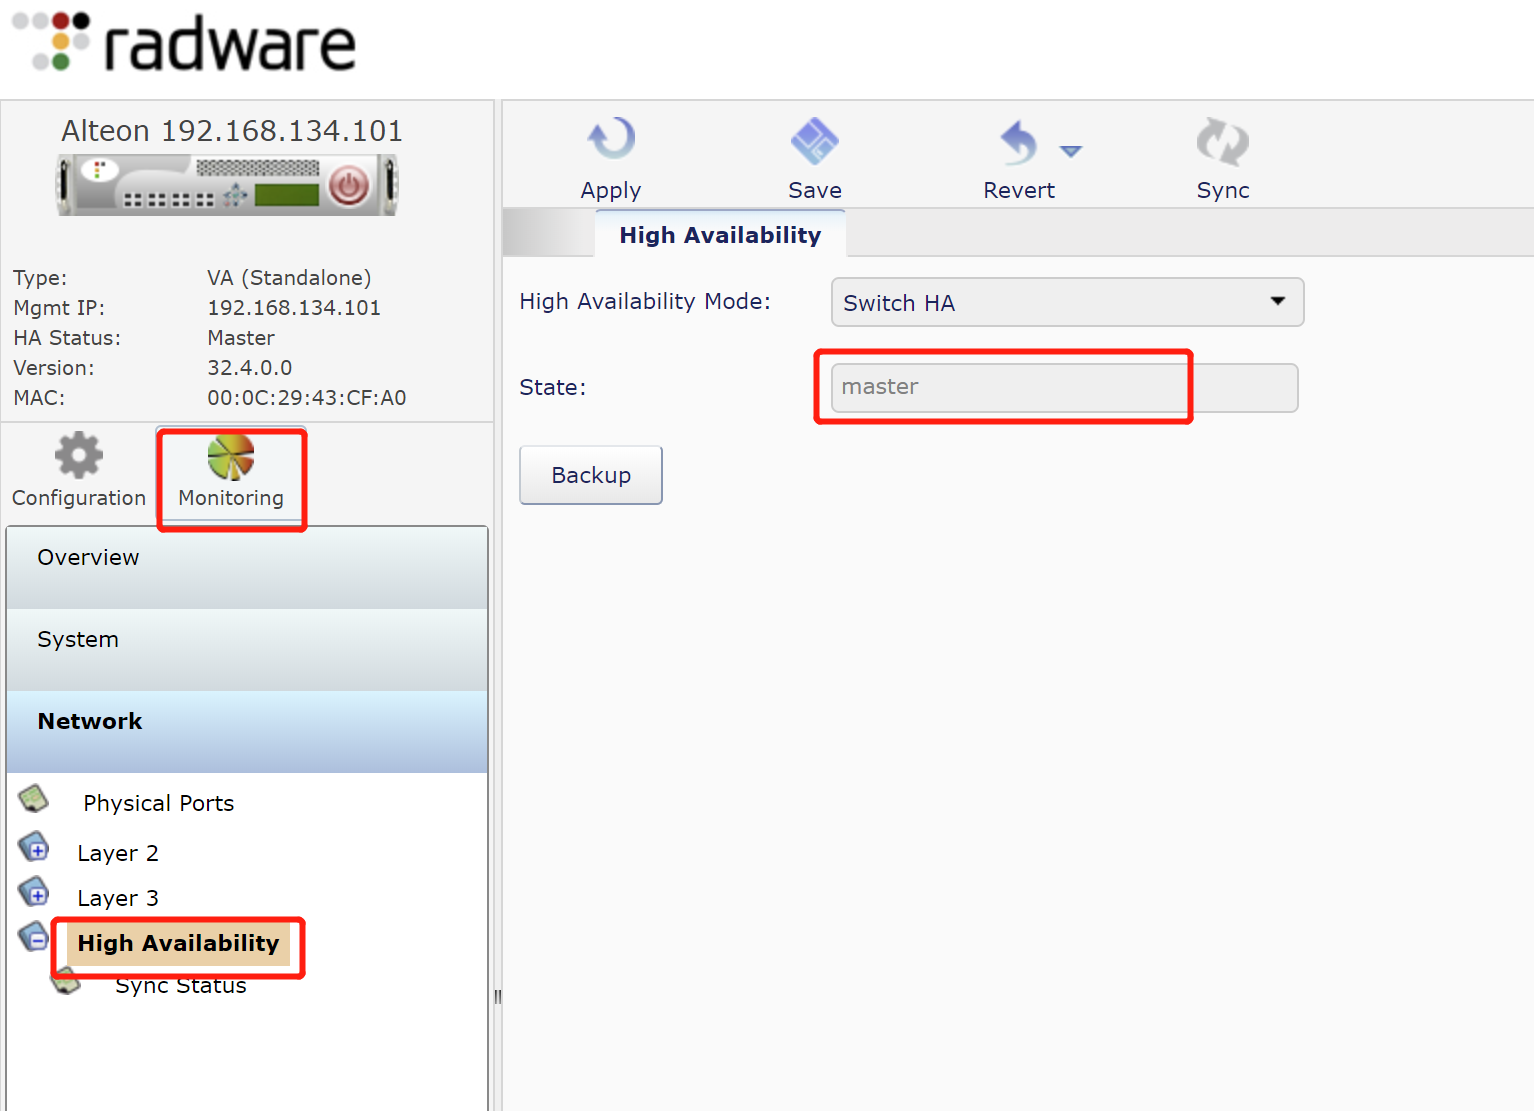 radware
Alteon 192.168.134.101
Type: VA (Standalone)
Mgmt IP: 192.168.134.101
HA Status: Master
Version: 32.4.0.0
MAC: 00:0C:29:43:CF:A0
Configuration Monitoring
Overview
System
Network
Physical Ports
Layer 2
Layer 3
High Availability
Sync Status
Apply Save Revert Sync
High Availability
High Availability Mode: Switch HA
State: master
Backup